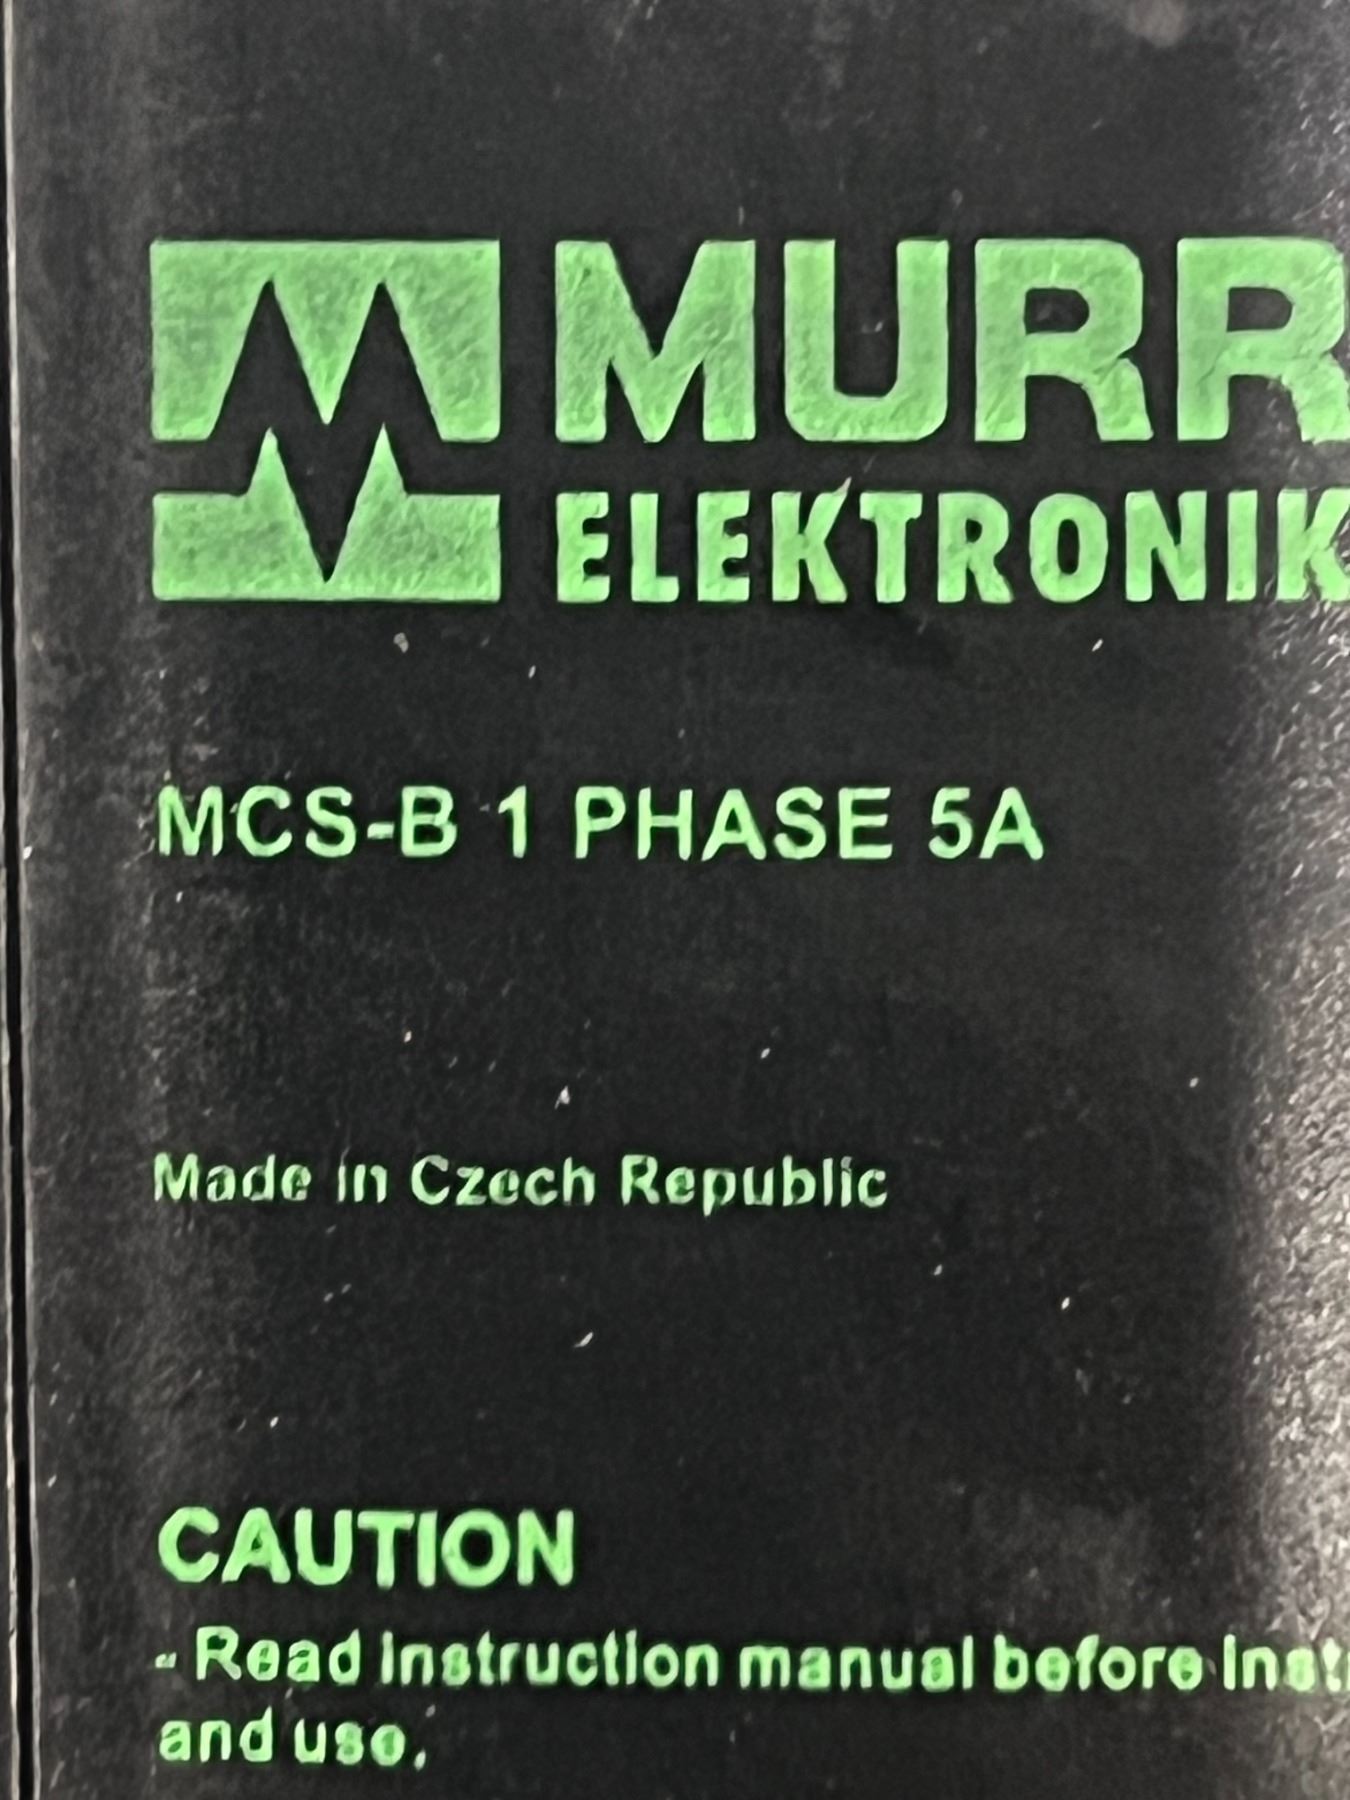 MURR
ELEKTRONIK
MCS-B 1 PHASE 5A
Made in Czech Republic
CAUTION
- Read instruction manual before
and use.